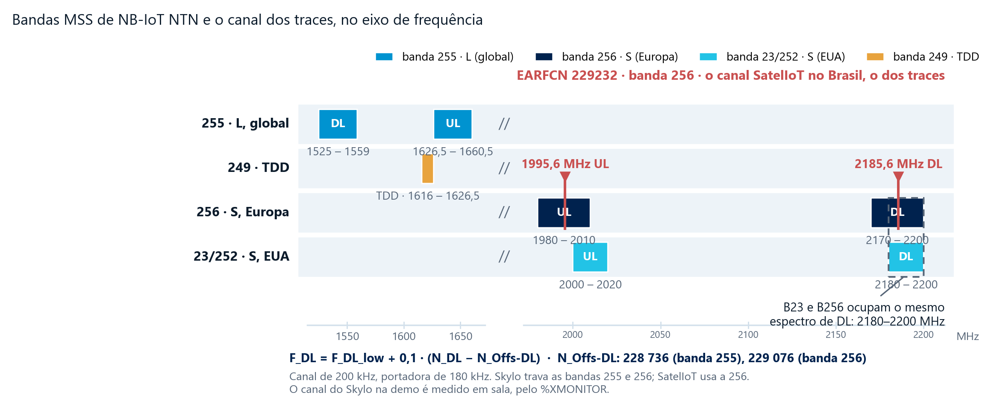 Bandas MSS de NB-IoT NTN e o canal dos traces, no eixo de frequência
banda 255 · L (global)
banda 256 · S (Europa)
banda 23/252 · S (EUA)
banda 249 · TDD
EARFCN 229232 · banda 256 · o canal SatelIoT no Brasil, o dos traces
255 · L, global
DL
UL
//
1525 – 1559
1626,5 – 1660,5
249 · TDD
//
1995,6 MHz UL
2185,6 MHz DL
TDD · 1616 – 1626,5
256 · S, Europa
//
UL
DL
1980 – 2010
2170 – 2200
23/252 · S, EUA
//
UL
DL
2000 – 2020
2180 – 2200
B23 e B256 ocupam o mesmo
espectro de DL: 2180–2200 MHz
1550
1600
1650
2000
2050
2100
2150
2200
MHz
F_DL = F_DL_low + 0,1 · (N_DL − N_Offs-DL) · N_Offs-DL: 228 736 (banda 255), 229 076 (banda 256)
Canal de 200 kHz, portadora de 180 kHz. Skylo trava as bandas 255 e 256; SatelIoT usa a 256.
O canal do Skylo na demo é medido em sala, pelo %XMONITOR.